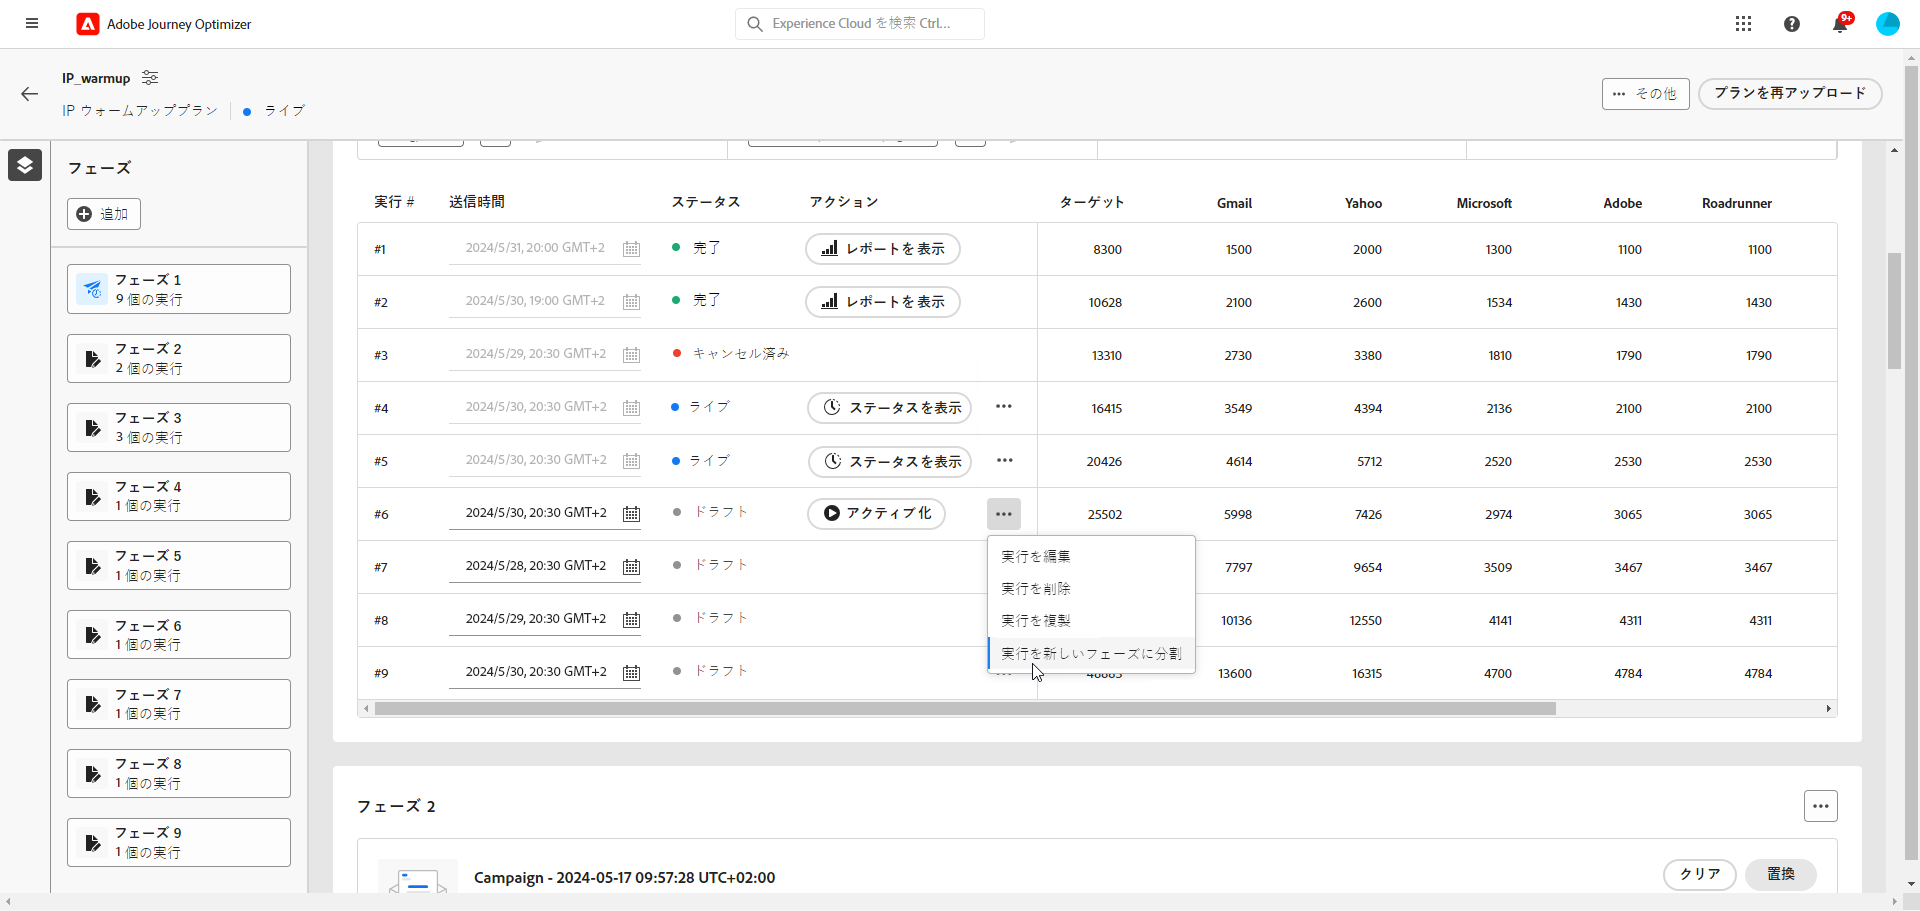 Adobe Journey Optimizer
Experience Cloud を検索 Ctrl...
9+
IP_warmup
IP ウォームアッププラン
ライブ
その他
プランを再アップロード
フェーズ
追加
フェーズ 1
9 個の実行
フェーズ 2
2 個の実行
フェーズ 3
3 個の実行
フェーズ 4
1 個の実行
フェーズ 5
1 個の実行
フェーズ 6
1 個の実行
フェーズ 7
1 個の実行
フェーズ 8
1 個の実行
フェーズ 9
1 個の実行
実行 # 送信時間 ステータス アクション ターゲット Gmail Yahoo Microsoft Adobe Roadrunner
#1 2024/5/31, 20:00 GMT+2 完了 レポートを表示 8300 1500 2000 1300 1100 1100
#2 2024/5/30, 19:00 GMT+2 完了 レポートを表示 10628 2100 2600 1534 1430 1430
#3 2024/5/29, 20:30 GMT+2 キャンセル済み 13310 2730 3380 1810 1790 1790
#4 2024/5/30, 20:30 GMT+2 ライブ ステータスを表示 16415 3549 4394 2136 2100 2100
#5 2024/5/30, 20:30 GMT+2 ライブ ステータスを表示 20426 4614 5712 2520 2530 2530
#6 2024/5/30, 20:30 GMT+2 ドラフト アクティブ化 25502 5998 7426 2974 3065 3065
#7 2024/5/28, 20:30 GMT+2 ドラフト 7797 9654 3509 3467 3467
#8 2024/5/29, 20:30 GMT+2 ドラフト 10136 12550 4141 4311 4311
#9 2024/5/30, 20:30 GMT+2 ドラフト 13600 16315 4700 4784 4784
実行を編集
実行を削除
実行を複製
実行を新しいフェーズに分割
フェーズ 2
Campaign - 2024-05-17 09:57:28 UTC+02:00
クリア
置換